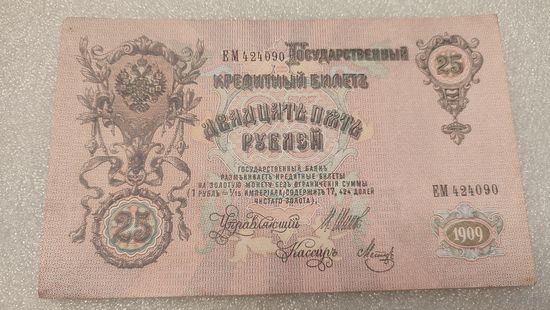 ЕМ 424090 ГОСУДАРСТВЕННЫЙ
КРЕДИТНЫЙ БИЛЕТЪ
ДВАДЦАТЬ ПЯТЬ
РУБЛЕЙ
25
ГОСУДАРСТВЕННЫЙ БАНКЪ
РАЗМѢНИВАЕТЪ КРЕДИТНЫЕ БИЛЕТЫ
НА ЗОЛОТУЮ МОНЕТУ БЕЗЪ ОГРАНИЧЕНІЯ СУММЫ
(1 РУБЛЬ = 1/15 ИМПЕРІАЛА, СОДЕРЖИТЪ 17,424 ДОЛЕЙ
ЧИСТАГО ЗОЛОТА).
ЕМ 424090
25
Управляющій
Кассиръ
1909